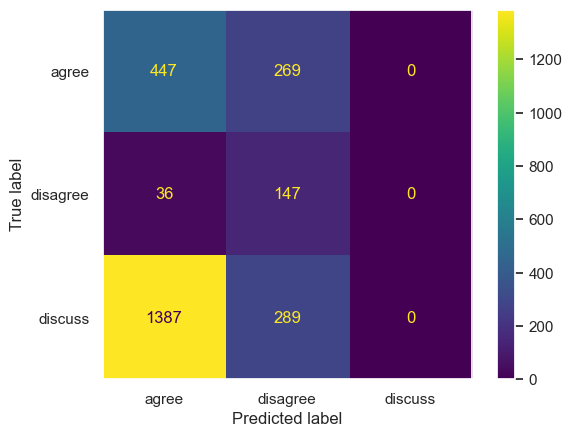 True label
agree
447 269 0
disagree
36 147 0
discuss
1387 289 0
agree disagree discuss
Predicted label
1200
1000
800
600
400
200
0